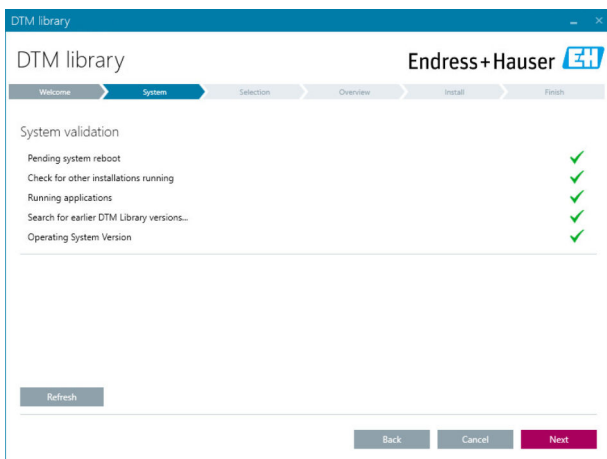 DTM library
DTM library
Endress+Hauser EH
Welcome System Selection Overview Install Finish
System validation
Pending system reboot
Check for other installations running
Running applications
Search for earlier DTM Library versions...
Operating System Version
Refresh
Back Cancel Next